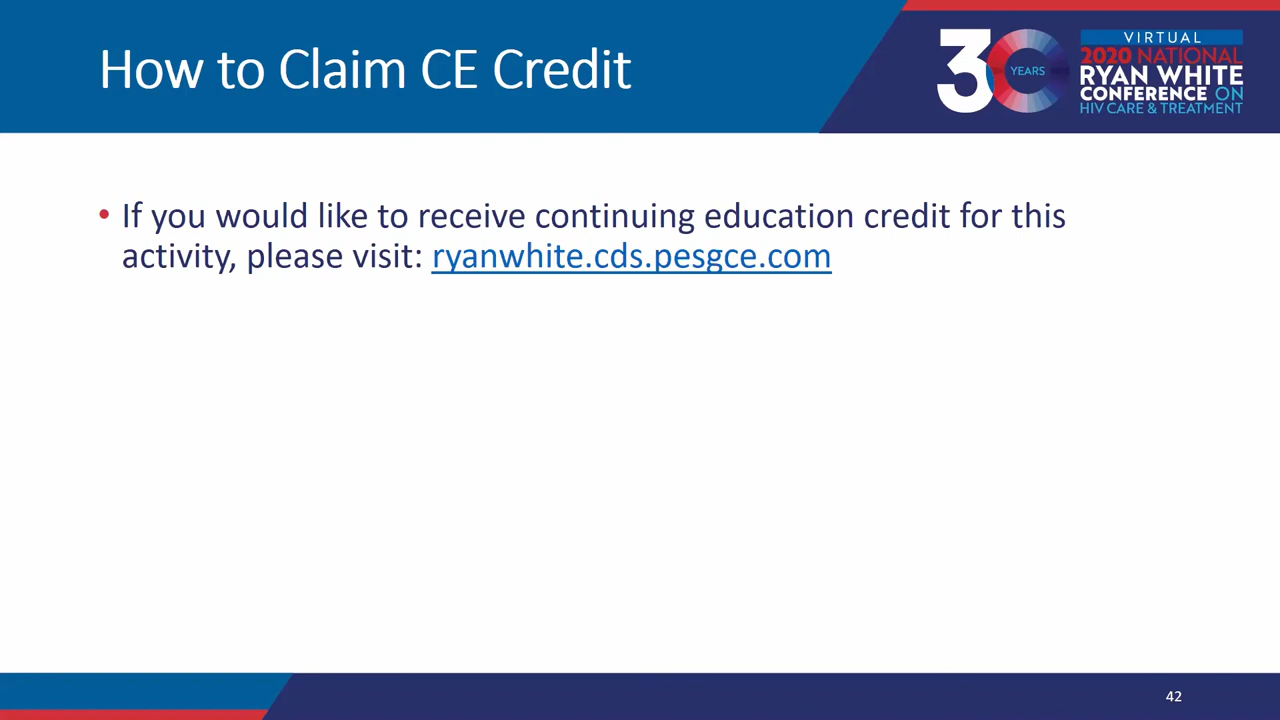 How to Claim CE Credit
30
YEARS
VIRTUAL
2020 NATIONAL
RYAN WHITE
CONFERENCE ON
HIV CARE & TREATMENT
• If you would like to receive continuing education credit for this
activity, please visit: ryanwhite.cds.pesgce.com
42